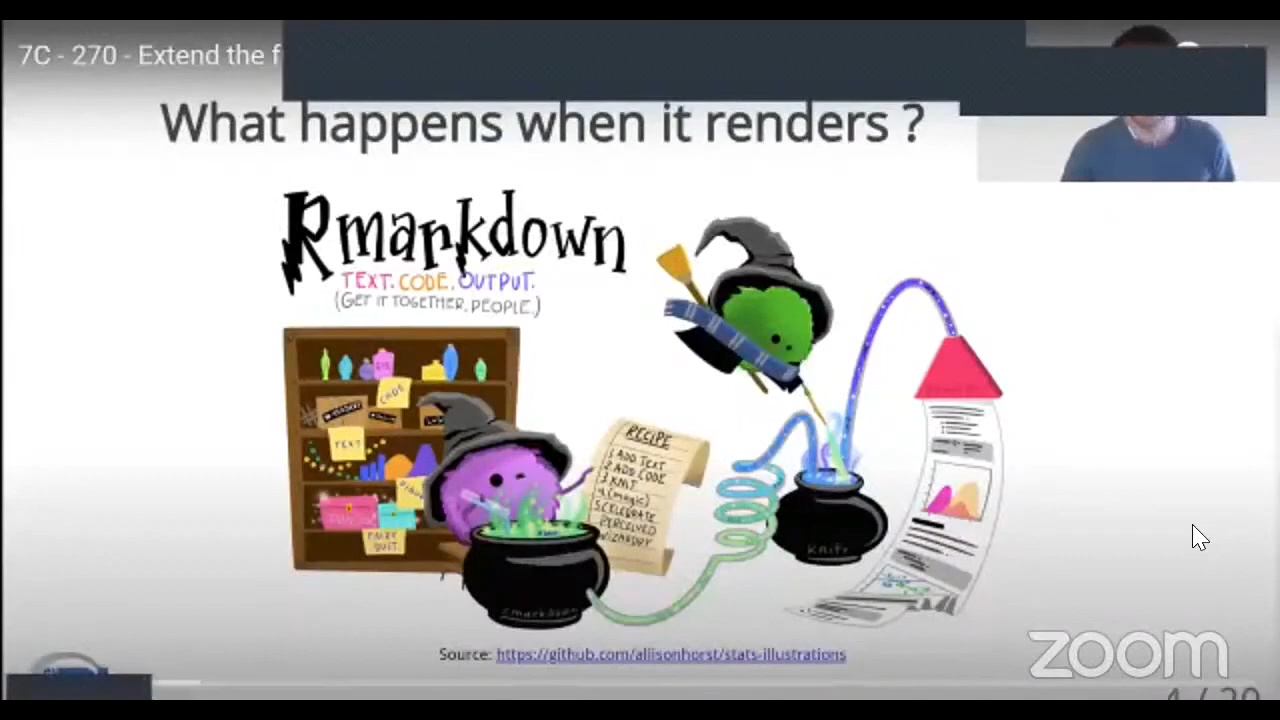 7C - 270 - Extend the f
What happens when it renders ?
Rmarkdown
TEXT. CODE. OUTPUT.
(GET IT TOGETHER, PEOPLE.)
CODE
TEXT
RECIPE
1. ADD TEXT
2. ADD CODE
3. KNIT
4. (magic)
5. CELEBRATE
PERCEIVED
WIZARDRY
rmarkdown
knitr
Source: https://github.com/allisonhorst/stats-illustrations
zoom